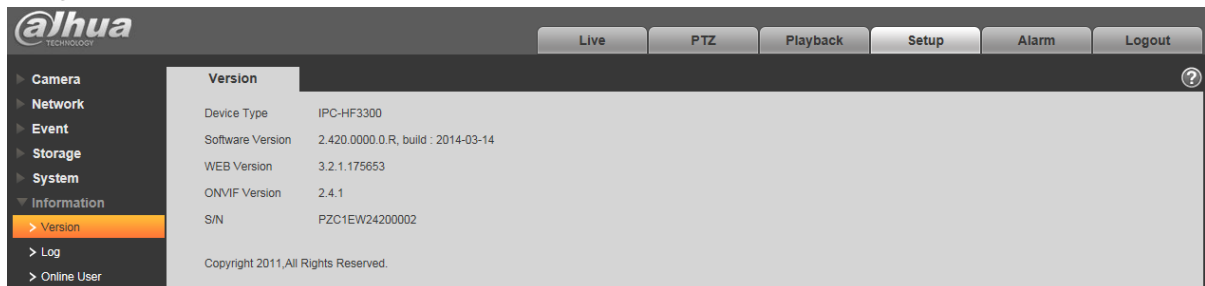 alhua
TECHNOLOGY
Live PTZ Playback Setup Alarm Logout
Camera
Network
Event
Storage
System
Information
> Version
> Log
> Online User
Version
?
Device Type IPC-HF3300
Software Version 2.420.0000.0.R, build : 2014-03-14
WEB Version 3.2.1.175653
ONVIF Version 2.4.1
S/N PZC1EW24200002
Copyright 2011,All Rights Reserved.